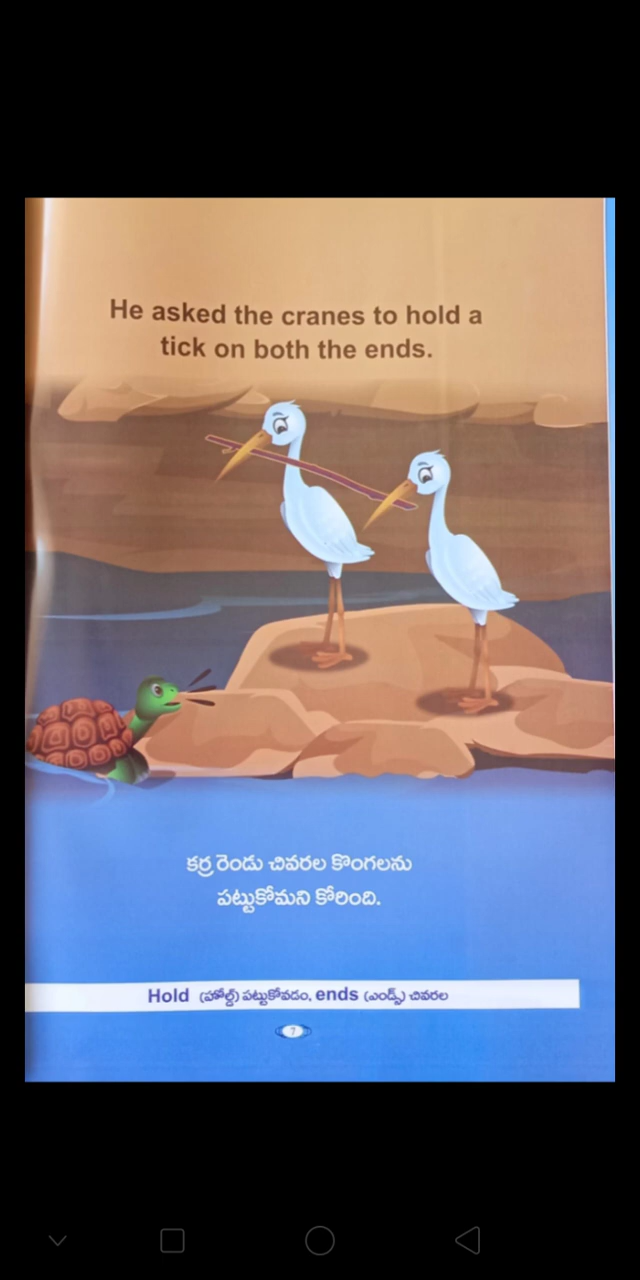 He asked the cranes to hold a
tick on both the ends.
కర్ర రెండు చివరల కొంగలను
పట్టుకోమని కోరింది.
Hold (హోల్డ్) పట్టుకోవడం, ends (ఎండ్స్) చివరల
7